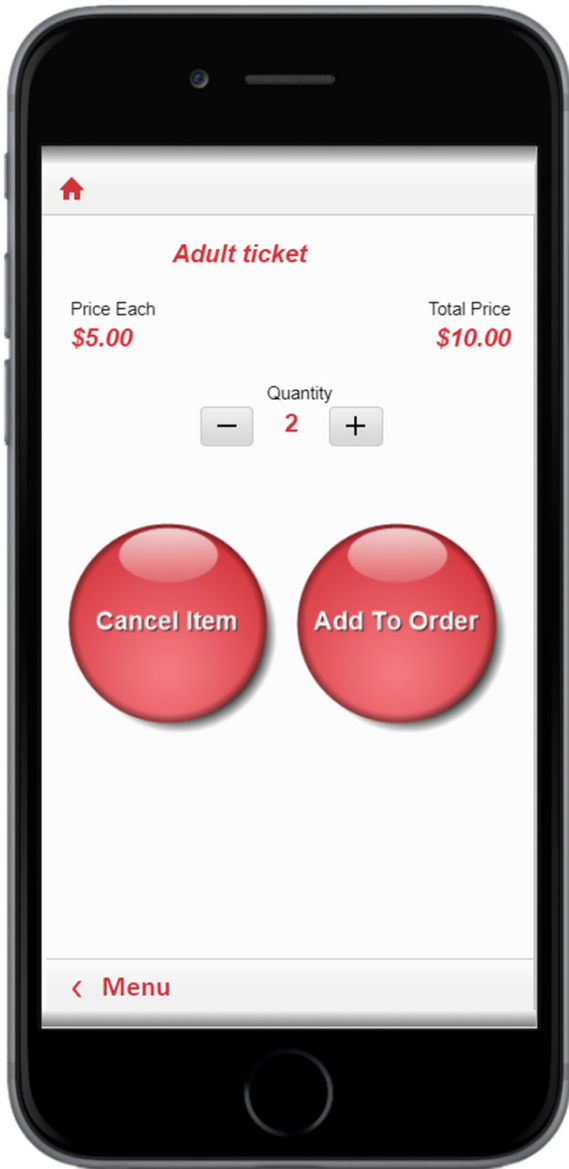 Adult ticket
Price Each Total Price
$5.00 $10.00
Quantity
− 2 +
Cancel Item Add To Order
‹ Menu